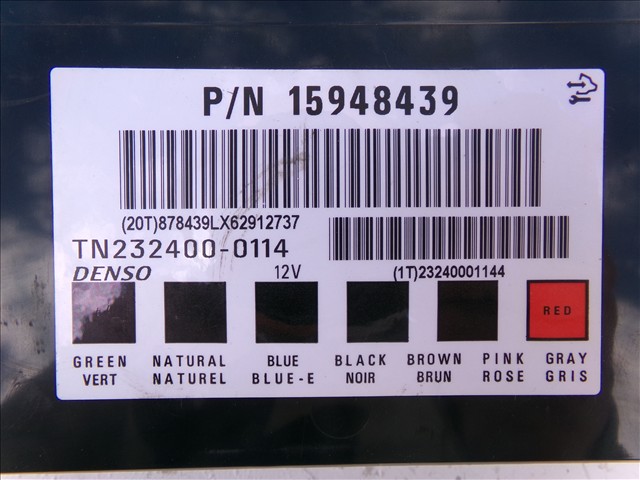 P/N 15948439
(20T)878439LX62912737
TN232400-0114
DENSO 12V
(1T)23240001144
RED
GREEN NATURAL BLUE BLACK BROWN PINK GRAY
VERT NATUREL BLUE-E NOIR BRUN ROSE GRIS